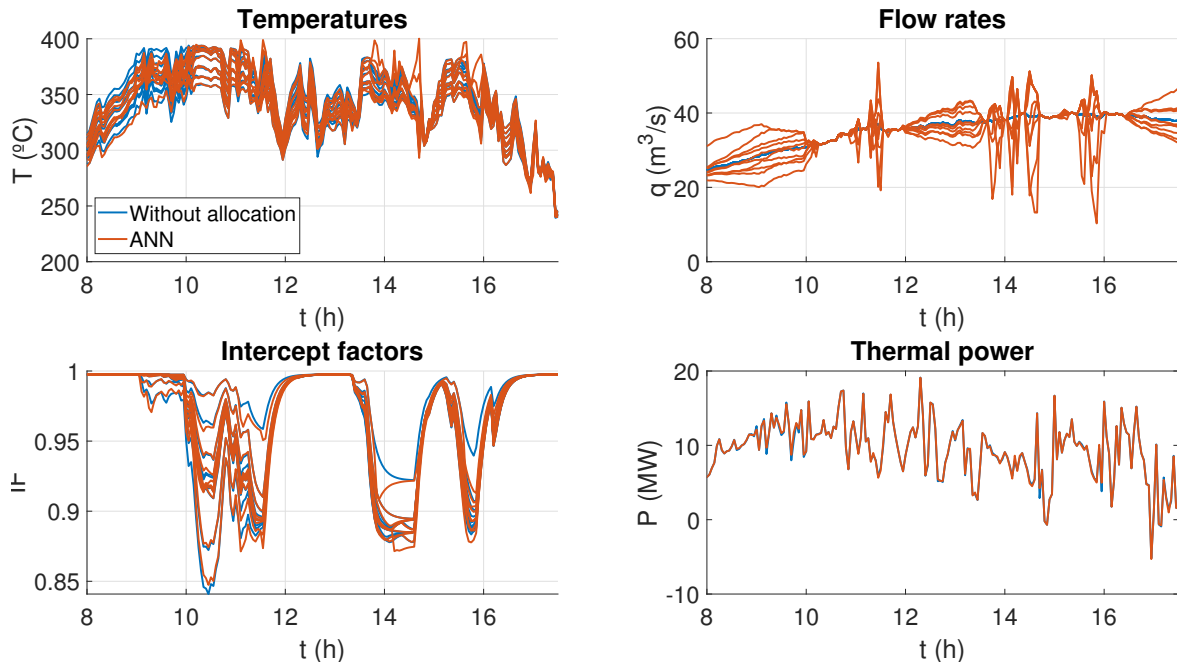 Temperatures
400
350
300
250
200
T (ºC)
Without allocation
ANN
8 10 12 14 16
t (h)
Flow rates
60
40
20
0
q (m³/s)
8 10 12 14 16
t (h)
Intercept factors
1
0.95
0.9
0.85
IF
8 10 12 14 16
t (h)
Thermal power
20
10
0
-10
P (MW)
8 10 12 14 16
t (h)